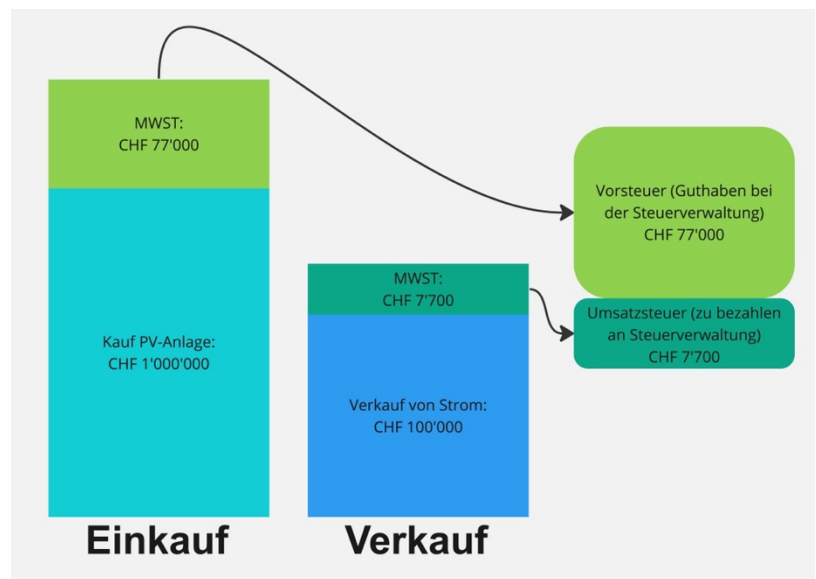 MWST:
CHF 77'000
Kauf PV-Anlage:
CHF 1'000'000
Einkauf
MWST:
CHF 7'700
Verkauf von Strom:
CHF 100'000
Verkauf
Vorsteuer (Guthaben bei
der Steuerverwaltung)
CHF 77'000
Umsatzsteuer (zu bezahlen
an Steuerverwaltung)
CHF 7'700